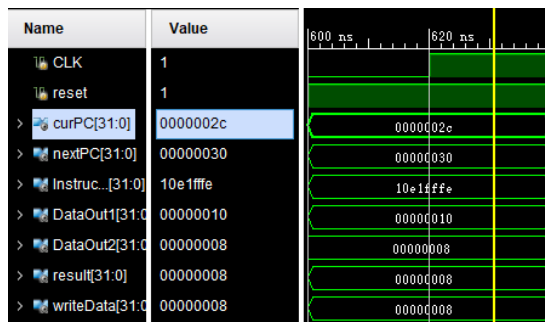 Name Value 600 ns 620 ns
CLK 1
reset 1
curPC[31:0] 0000002c 0000002c
nextPC[31:0] 00000030 00000030
Instruc...[31:0] 10e1fffe 10e1fffe
DataOut1[31:0 00000010 00000010
DataOut2[31:0 00000008 00000008
result[31:0] 00000008 00000008
writeData[31:0 00000008 00000008